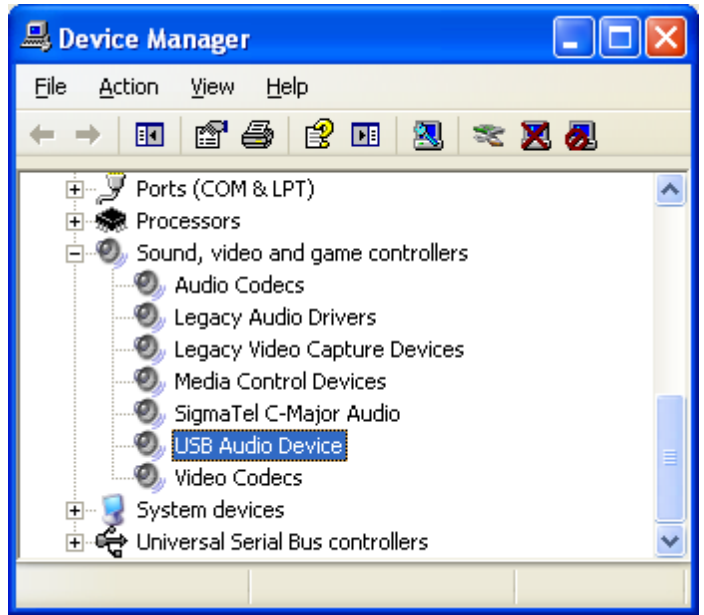 Device Manager
File Action View Help
Ports (COM & LPT)
Processors
Sound, video and game controllers
Audio Codecs
Legacy Audio Drivers
Legacy Video Capture Devices
Media Control Devices
SigmaTel C-Major Audio
USB Audio Device
Video Codecs
System devices
Universal Serial Bus controllers